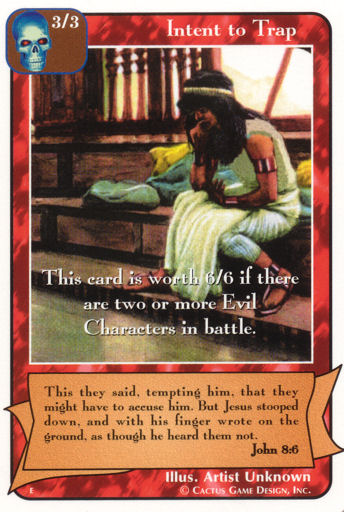 3/3
Intent to Trap
This card is worth 6/6 if there
are two or more Evil
Characters in battle.
This they said, tempting him, that they
might have to accuse him. But Jesus stooped
down, and with his finger wrote on the
ground, as though he heard them not.
John 8:6
Illus. Artist Unknown
E
© Cactus Game Design, Inc.